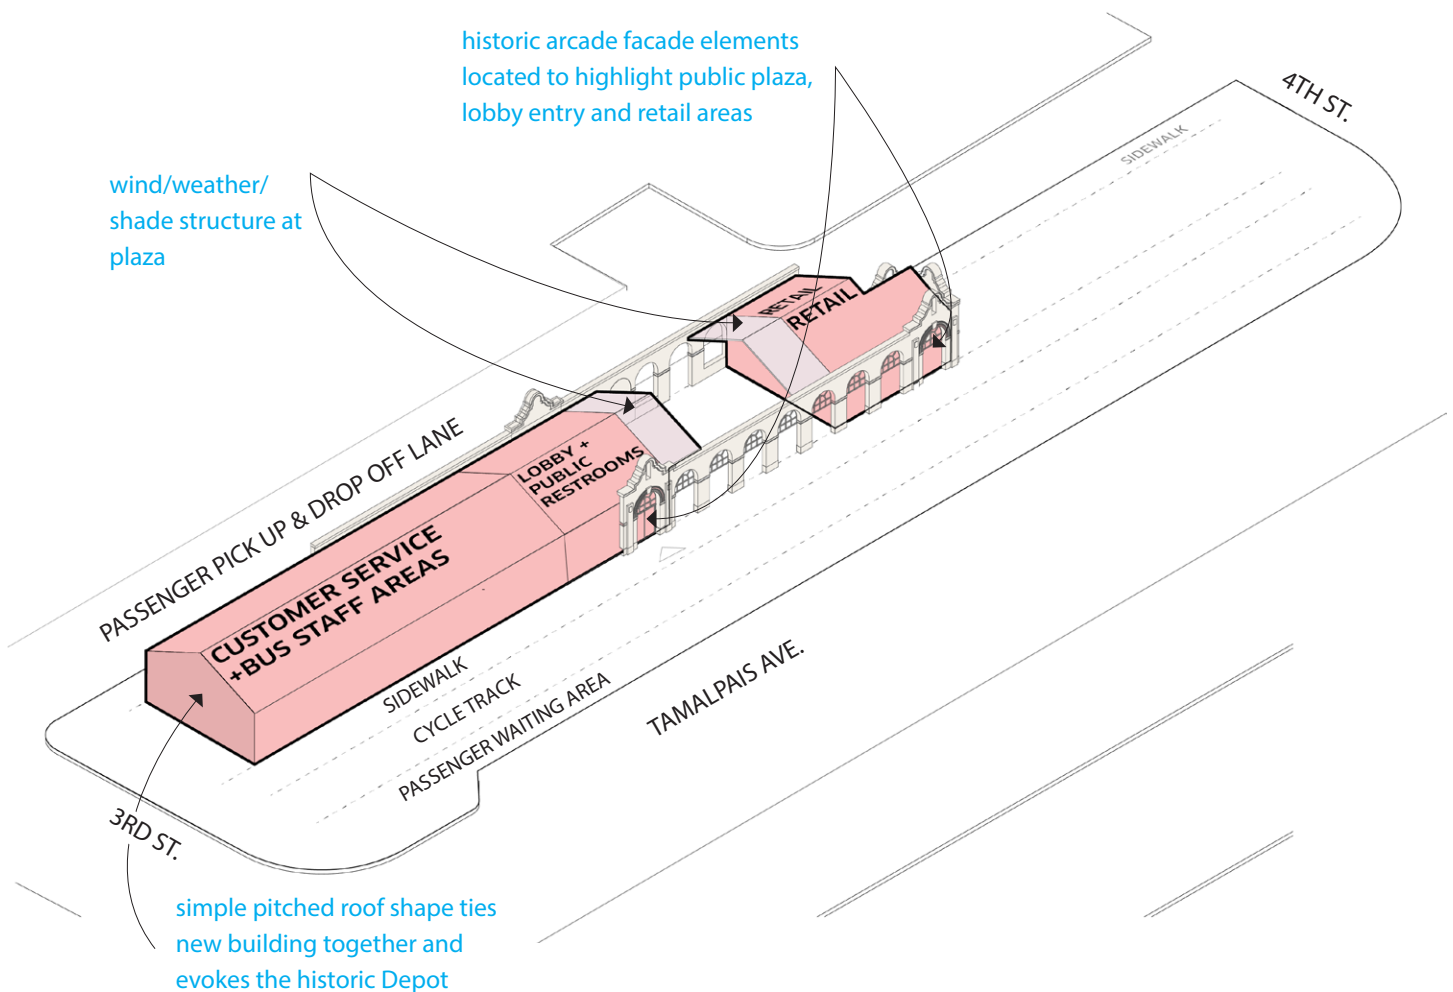 historic arcade facade elements
located to highlight public plaza,
lobby entry and retail areas
4TH ST.
SIDEWALK
wind/weather/
shade structure at
plaza
RETAIL
RETAIL
PASSENGER PICK UP & DROP OFF LANE
LOBBY +
PUBLIC
RESTROOMS
CUSTOMER SERVICE
+BUS STAFF AREAS
SIDEWALK
CYCLE TRACK
PASSENGER WAITING AREA
TAMALPAIS AVE.
3RD ST.
simple pitched roof shape ties
new building together and
evokes the historic Depot